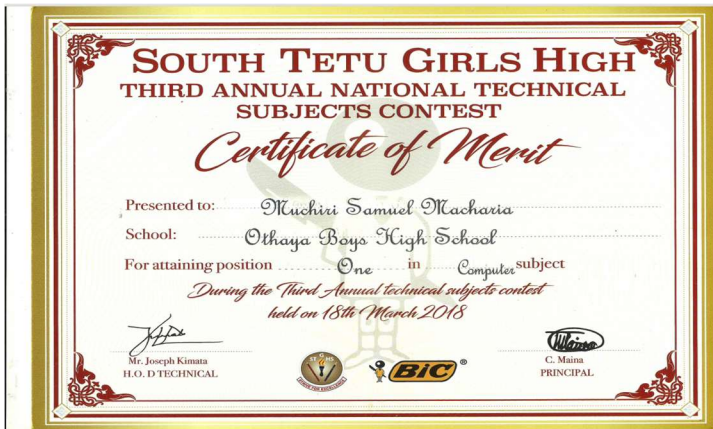 SOUTH TETU GIRLS HIGH
THIRD ANNUAL NATIONAL TECHNICAL
SUBJECTS CONTEST
Certificate of Merit
Presented to: Muchiri Samuel Macharia
School: Othaya Boys High School
For attaining position One in Computer subject
During the Third Annual technical subjects contest
held on 18th March 2018
Mr. Joseph Kimata
H.O. D TECHNICAL
C. Maina
PRINCIPAL
BiC ®